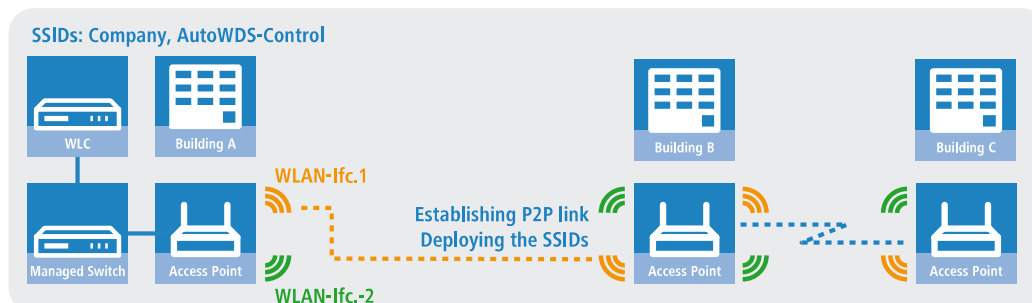 SSIDs: Company, AutoWDS-Control
WLC
Building A
Building B
Building C
WLAN-Ifc.1
Establishing P2P link
Deploying the SSIDs
Managed Switch
Access Point
Access Point
Access Point
WLAN-Ifc.-2